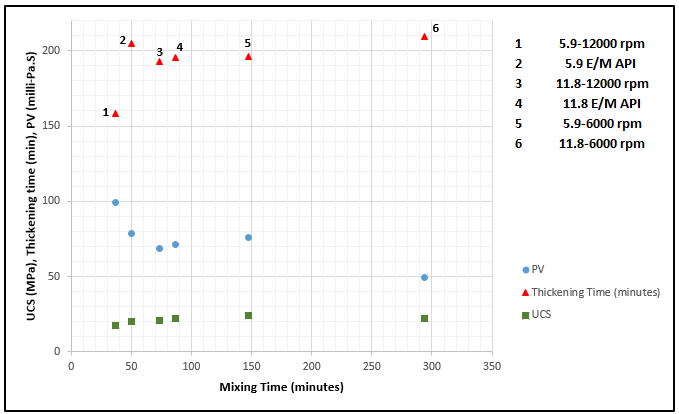 UCS (MPa), Thickening time (min), PV (milli-Pa.S)
200
150
100
50
0
0 50 100 150 200 250 300 350
Mixing Time (minutes)
1
2
3
4
5
6
1 5.9-12000 rpm
2 5.9 E/M API
3 11.8-12000 rpm
4 11.8 E/M API
5 5.9-6000 rpm
6 11.8-6000 rpm
PV
Thickening Time (minutes)
UCS